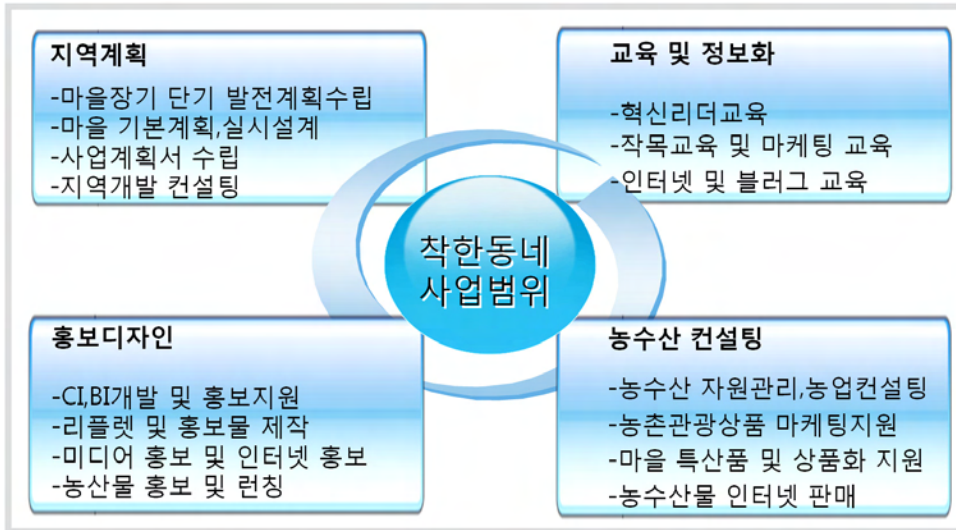 지역계획
-마을장기 단기 발전계획수립
-마을 기본계획,실시설계
-사업계획서 수립
-지역개발 컨설팅
교육 및 정보화
-혁신리더교육
-작목교육 및 마케팅 교육
-인터넷 및 블러그 교육
착한동네
사업범위
홍보디자인
-CI,BI개발 및 홍보지원
-리플렛 및 홍보물 제작
-미디어 홍보 및 인터넷 홍보
-농산물 홍보 및 런칭
농수산 컨설팅
-농수산 자원관리,농업컨설팅
-농촌관광상품 마케팅지원
-마을 특산품 및 상품화 지원
-농수산물 인터넷 판매